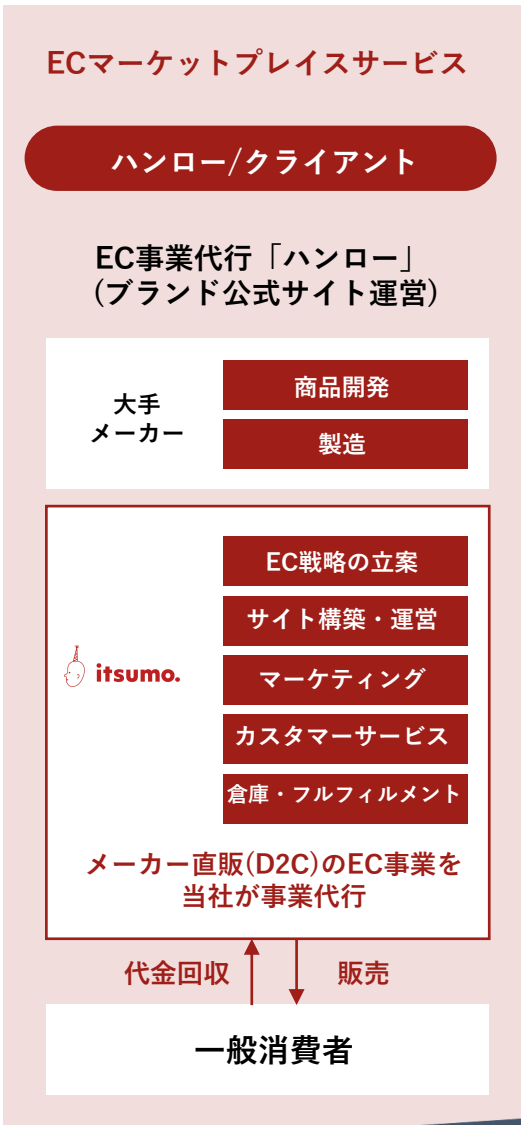 ECマーケットプレイスサービス
ハンロー/クライアント
EC事業代行「ハンロー」
(ブランド公式サイト運営)
大手
メーカー
商品開発
製造
itsumo.
EC戦略の立案
サイト構築・運営
マーケティング
カスタマーサービス
倉庫・フルフィルメント
メーカー直販(D2C)のEC事業を
当社が事業代行
代金回収
販売
一般消費者